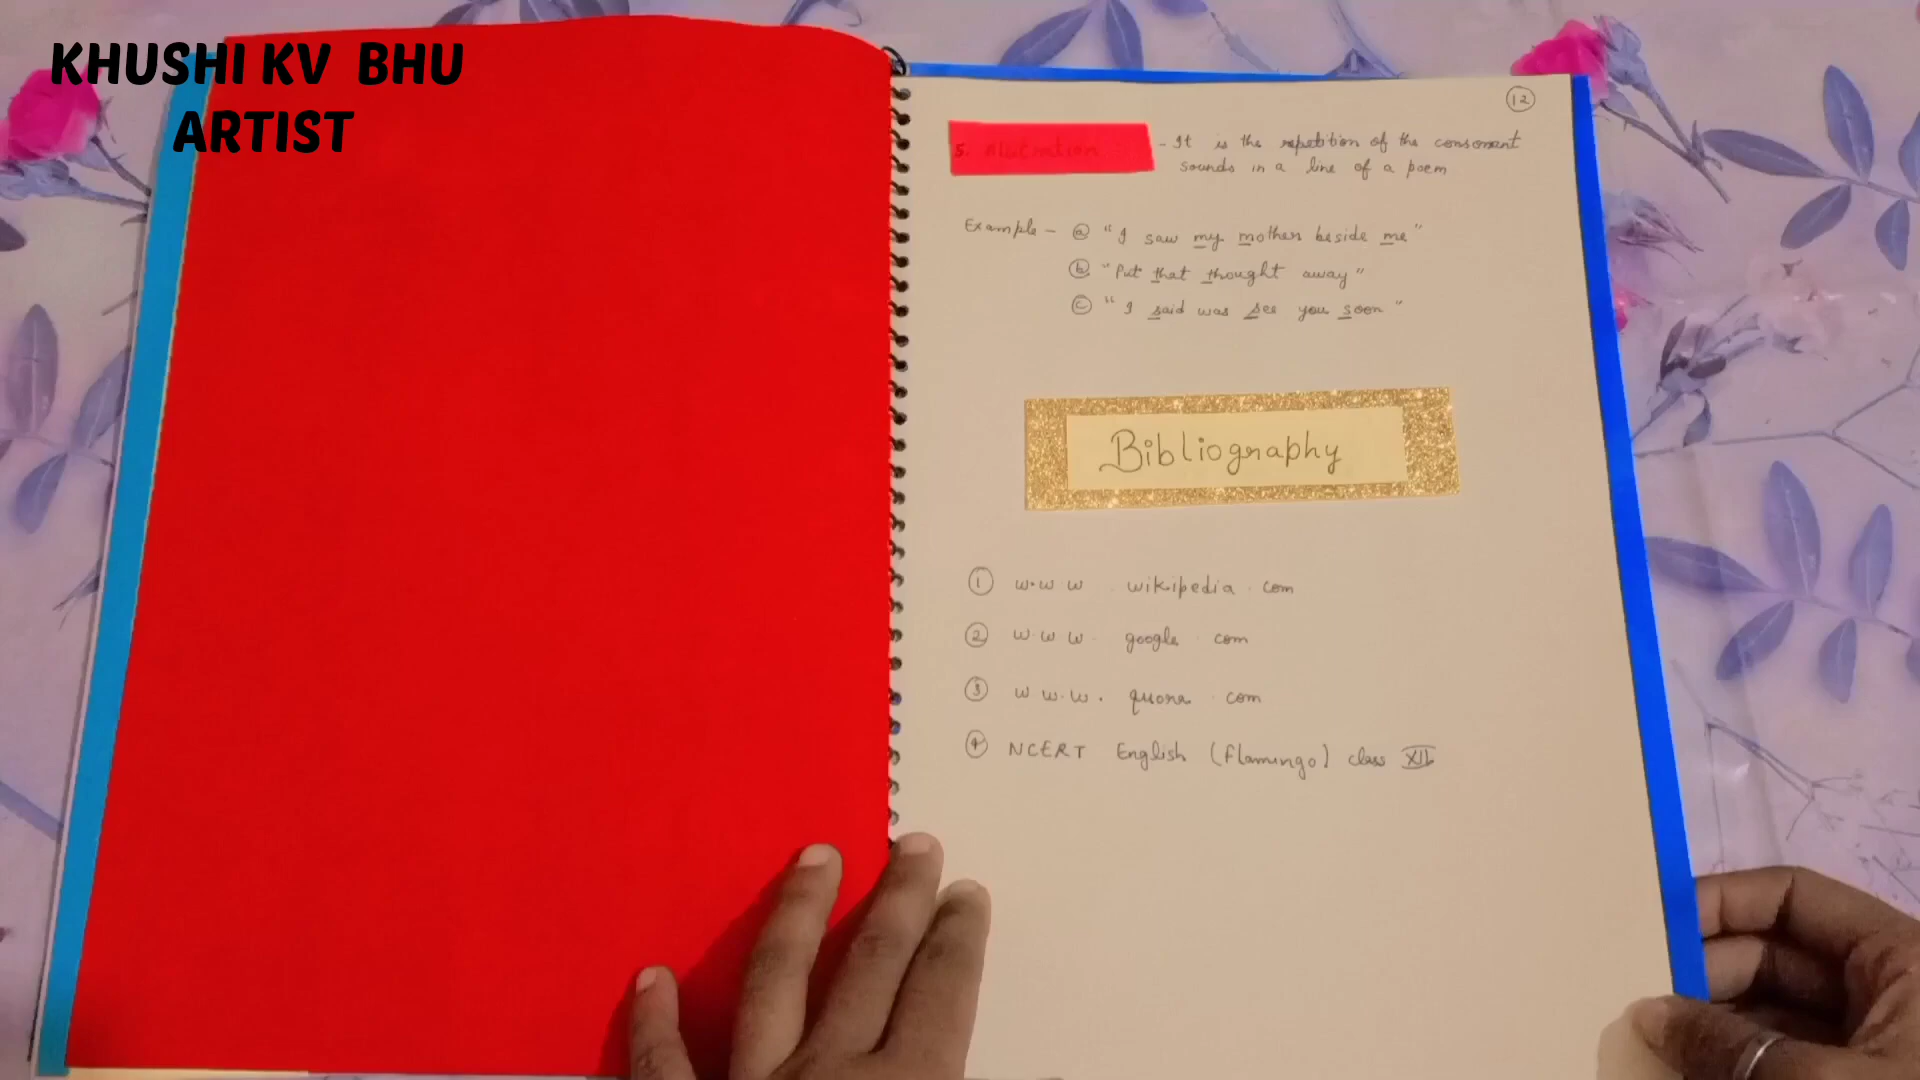 KHUSHI KV BHU
ARTIST
12
5.
- It is the repetition of the consonant
sounds in a line of a poem
Example - (a) "I saw my mother beside me"
(b) "Put that thought away"
(c) "I said was see you soon"
Bibliography
(1) w.w w . wikipedia . com
(2) w.w w . google . com
(3) w w.w. quora . com
(4) NCERT English (Flamingo) class XII